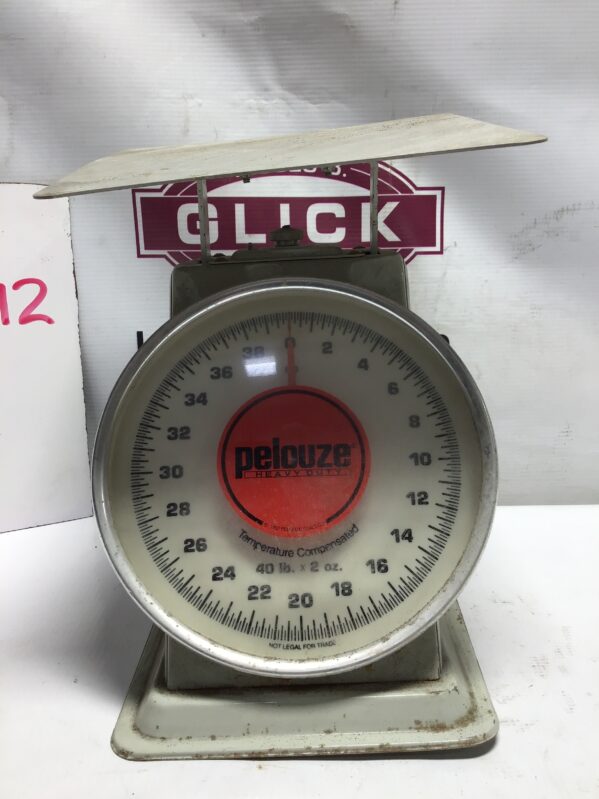 GLICK
12
0
38 2
36 4
34 6
32 8
30 10
28 12
26 14
24 16
22 18
20
pelouze
HEAVY DUTY
Temperature Compensated
40 lb. x 2 oz.
NOT LEGAL FOR TRADE